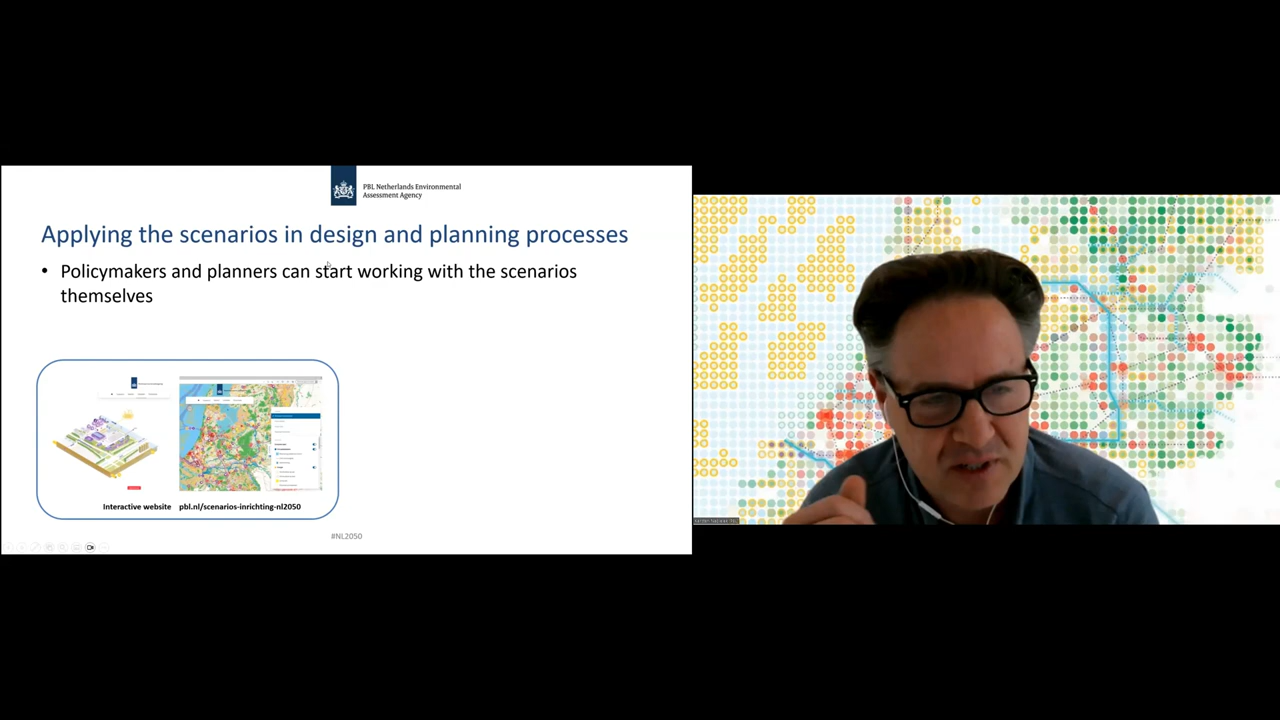 PBL Netherlands Environmental
Assessment Agency
Applying the scenarios in design and planning processes
• Policymakers and planners can start working with the scenarios
themselves
Interactive website pbl.nl/scenarios-inrichting-nl2050
#NL2050